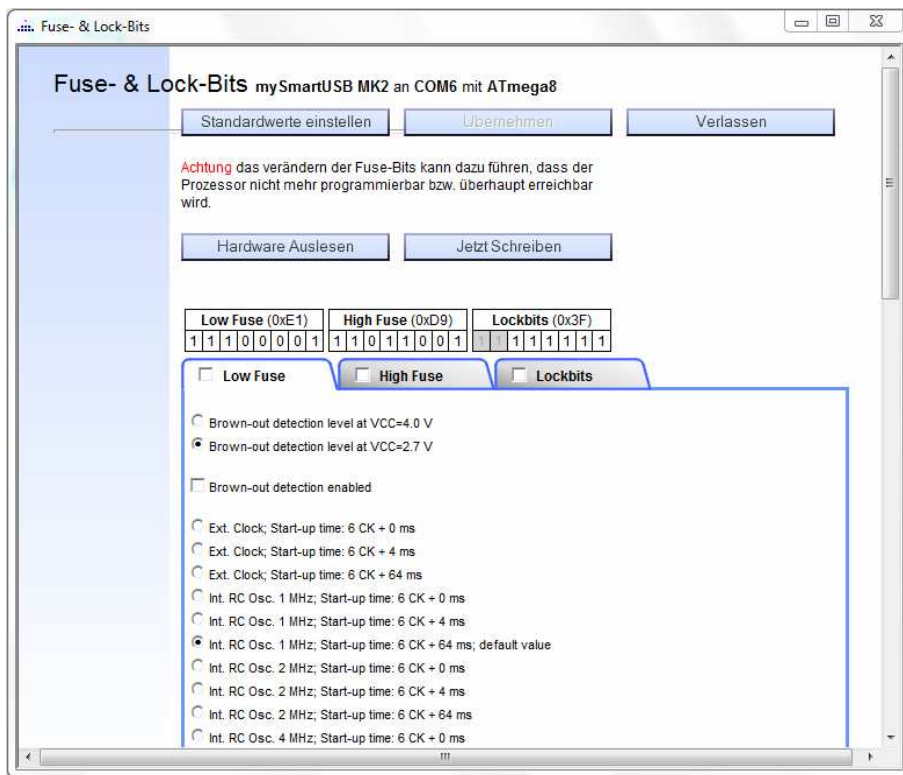 Fuse- & Lock-Bits
Fuse- & Lock-Bits mySmartUSB MK2 an COM6 mit ATmega8
Standardwerte einstellen Übernehmen Verlassen
Achtung das verändern der Fuse-Bits kann dazu führen, dass der
Prozessor nicht mehr programmierbar bzw. überhaupt erreichbar
wird.
Hardware Auslesen Jetzt Schreiben
Low Fuse (0xE1) High Fuse (0xD9) Lockbits (0x3F)
1 1 1 0 0 0 0 1 1 1 0 1 1 0 0 1 1 1 1 1 1 1 1 1
Low Fuse High Fuse Lockbits
Brown-out detection level at VCC=4.0 V
Brown-out detection level at VCC=2.7 V
Brown-out detection enabled
Ext. Clock; Start-up time: 6 CK + 0 ms
Ext. Clock; Start-up time: 6 CK + 4 ms
Ext. Clock; Start-up time: 6 CK + 64 ms
Int. RC Osc. 1 MHz; Start-up time: 6 CK + 0 ms
Int. RC Osc. 1 MHz; Start-up time: 6 CK + 4 ms
Int. RC Osc. 1 MHz; Start-up time: 6 CK + 64 ms; default value
Int. RC Osc. 2 MHz; Start-up time: 6 CK + 0 ms
Int. RC Osc. 2 MHz; Start-up time: 6 CK + 4 ms
Int. RC Osc. 2 MHz; Start-up time: 6 CK + 64 ms
Int. RC Osc. 4 MHz; Start-up time: 6 CK + 0 ms